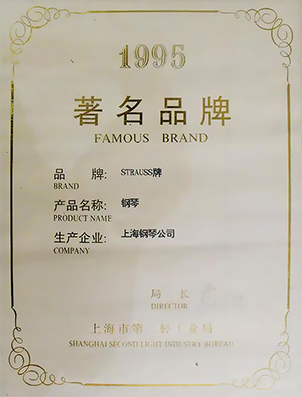 1995
著名品牌
FAMOUS BRAND
品 牌: STRAUSS牌
BRAND
产品名称: 钢琴
PRODUCT NAME
生产企业: 上海钢琴公司
COMPANY
局 长
DIRECTOR
上海市第二轻工业局
SHANGHAI SECOND LIGHT INDUSTRY BUREAU